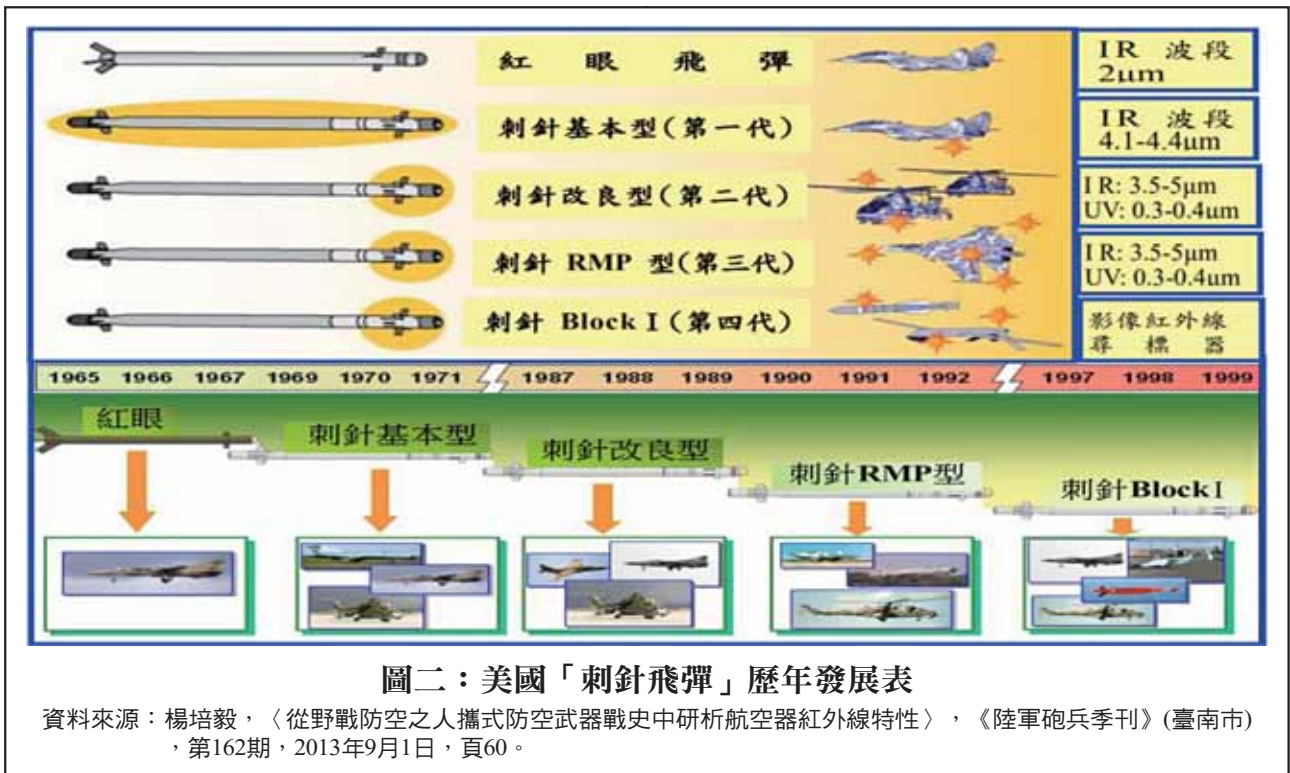 紅眼飛彈
IR 波段
2μm
刺針基本型(第一代)
IR 波段
4.1-4.4μm
刺針改良型(第二代)
IR: 3.5-5μm
UV: 0.3-0.4um
刺針 RMP 型(第三代)
IR: 3.5-5μm
UV: 0.3-0.4um
刺針 Block I (第四代)
影像紅外線
尋標器
1965 1966 1967 1969 1970 1971 1987 1988 1989 1990 1991 1992 1997 1998 1999
紅眼
刺針基本型
刺針改良型
刺針RMP型
刺針Block I
圖二：美國「刺針飛彈」歷年發展表
資料來源：楊培毅，〈從野戰防空之人攜式防空武器戰史中研析航空器紅外線特性〉，《陸軍砲兵季刊》(臺南市)
，第162期，2013年9月1日，頁60。